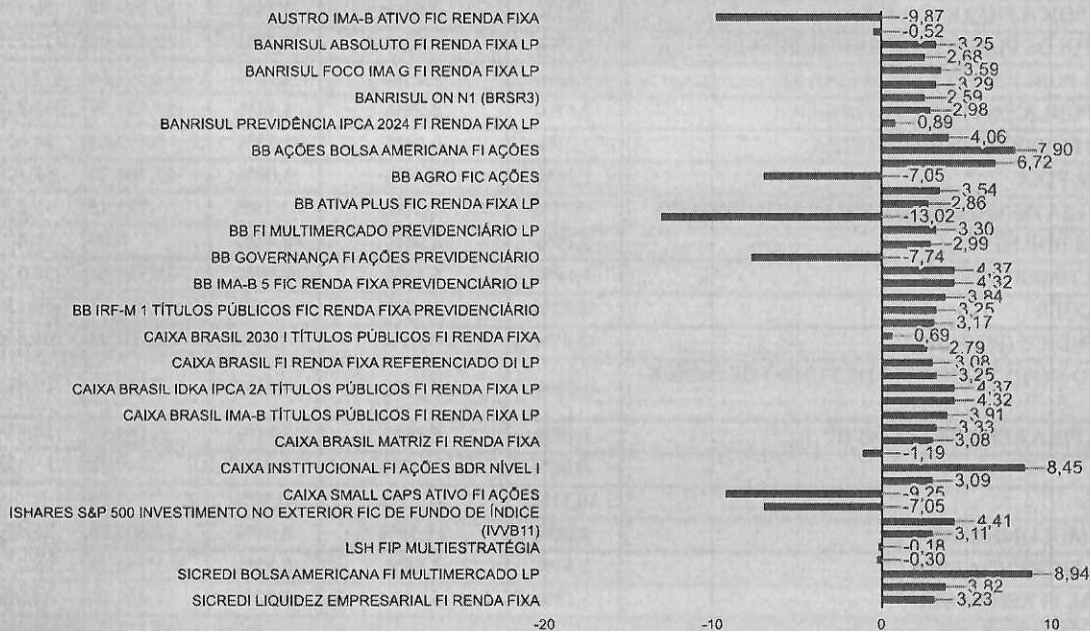 AUSTRO IMA-B ATIVO FIC RENDA FIXA -9,87
-0,52
BANRISUL ABSOLUTO FI RENDA FIXA LP 3,25
2,68
BANRISUL FOCO IMA G FI RENDA FIXA LP 3,59
3,29
BANRISUL ON N1 (BRSR3) 2,59
2,98
BANRISUL PREVIDÊNCIA IPCA 2024 FI RENDA FIXA LP 0,89
4,06
BB AÇÕES BOLSA AMERICANA FI AÇÕES 7,90
6,72
BB AGRO FIC AÇÕES -7,05
3,54
BB ATIVA PLUS FIC RENDA FIXA LP 2,86
-13,02
BB FI MULTIMERCADO PREVIDENCIÁRIO LP 3,30
2,99
BB GOVERNANÇA FI AÇÕES PREVIDENCIÁRIO -7,74
4,37
BB IMA-B 5 FIC RENDA FIXA PREVIDENCIÁRIO LP 4,32
3,84
BB IRF-M 1 TÍTULOS PÚBLICOS FIC RENDA FIXA PREVIDENCIÁRIO 3,25
3,17
CAIXA BRASIL 2030 I TÍTULOS PÚBLICOS FI RENDA FIXA 0,69
2,79
CAIXA BRASIL FI RENDA FIXA REFERENCIADO DI LP 3,08
3,25
CAIXA BRASIL IDKA IPCA 2A TÍTULOS PÚBLICOS FI RENDA FIXA LP 4,37
4,32
CAIXA BRASIL IMA-B TÍTULOS PÚBLICOS FI RENDA FIXA LP 3,91
3,33
CAIXA BRASIL MATRIZ FI RENDA FIXA 3,08
-1,19
CAIXA INSTITUCIONAL FI AÇÕES BDR NÍVEL I 8,45
3,09
CAIXA SMALL CAPS ATIVO FI AÇÕES -9,25
ISHARES S&P 500 INVESTIMENTO NO EXTERIOR FIC DE FUNDO DE ÍNDICE -7,05
4,41
(IVVB11) 3,11
LSH FIP MULTIESTRATÉGIA -0,18
-0,30
SICREDI BOLSA AMERICANA FI MULTIMERCADO LP 8,94
3,82
SICREDI LIQUIDEZ EMPRESARIAL FI RENDA FIXA 3,23
-20 -10 0 10